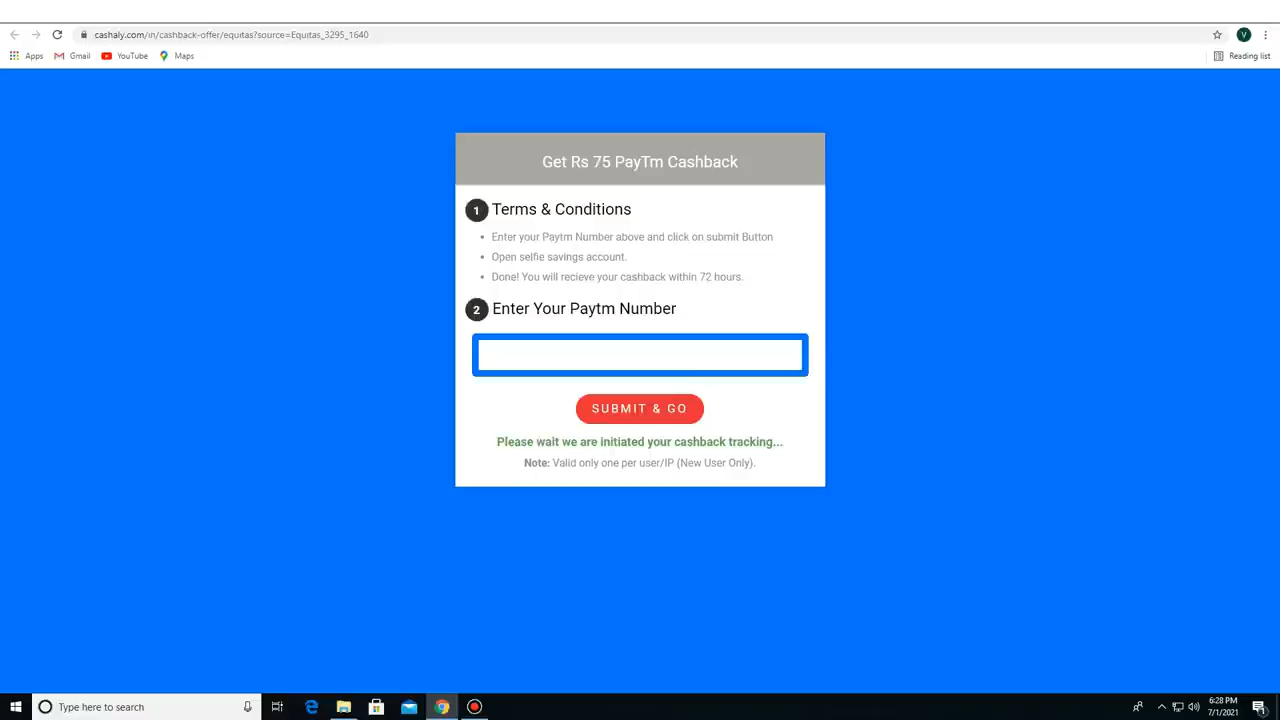 cashaly.com/in/cashback-offer/equitas?source=Equitas_3295_1640
V
Apps Gmail YouTube Maps Reading list
Get Rs 75 PayTm Cashback
1 Terms & Conditions
• Enter your Paytm Number above and click on submit Button
• Open selfie savings account.
• Done! You will recieve your cashback within 72 hours.
2 Enter Your Paytm Number
SUBMIT & GO
Please wait we are initiated your cashback tracking...
Note: Valid only one per user/IP (New User Only).
Type here to search
6:28 PM
7/1/2021
1